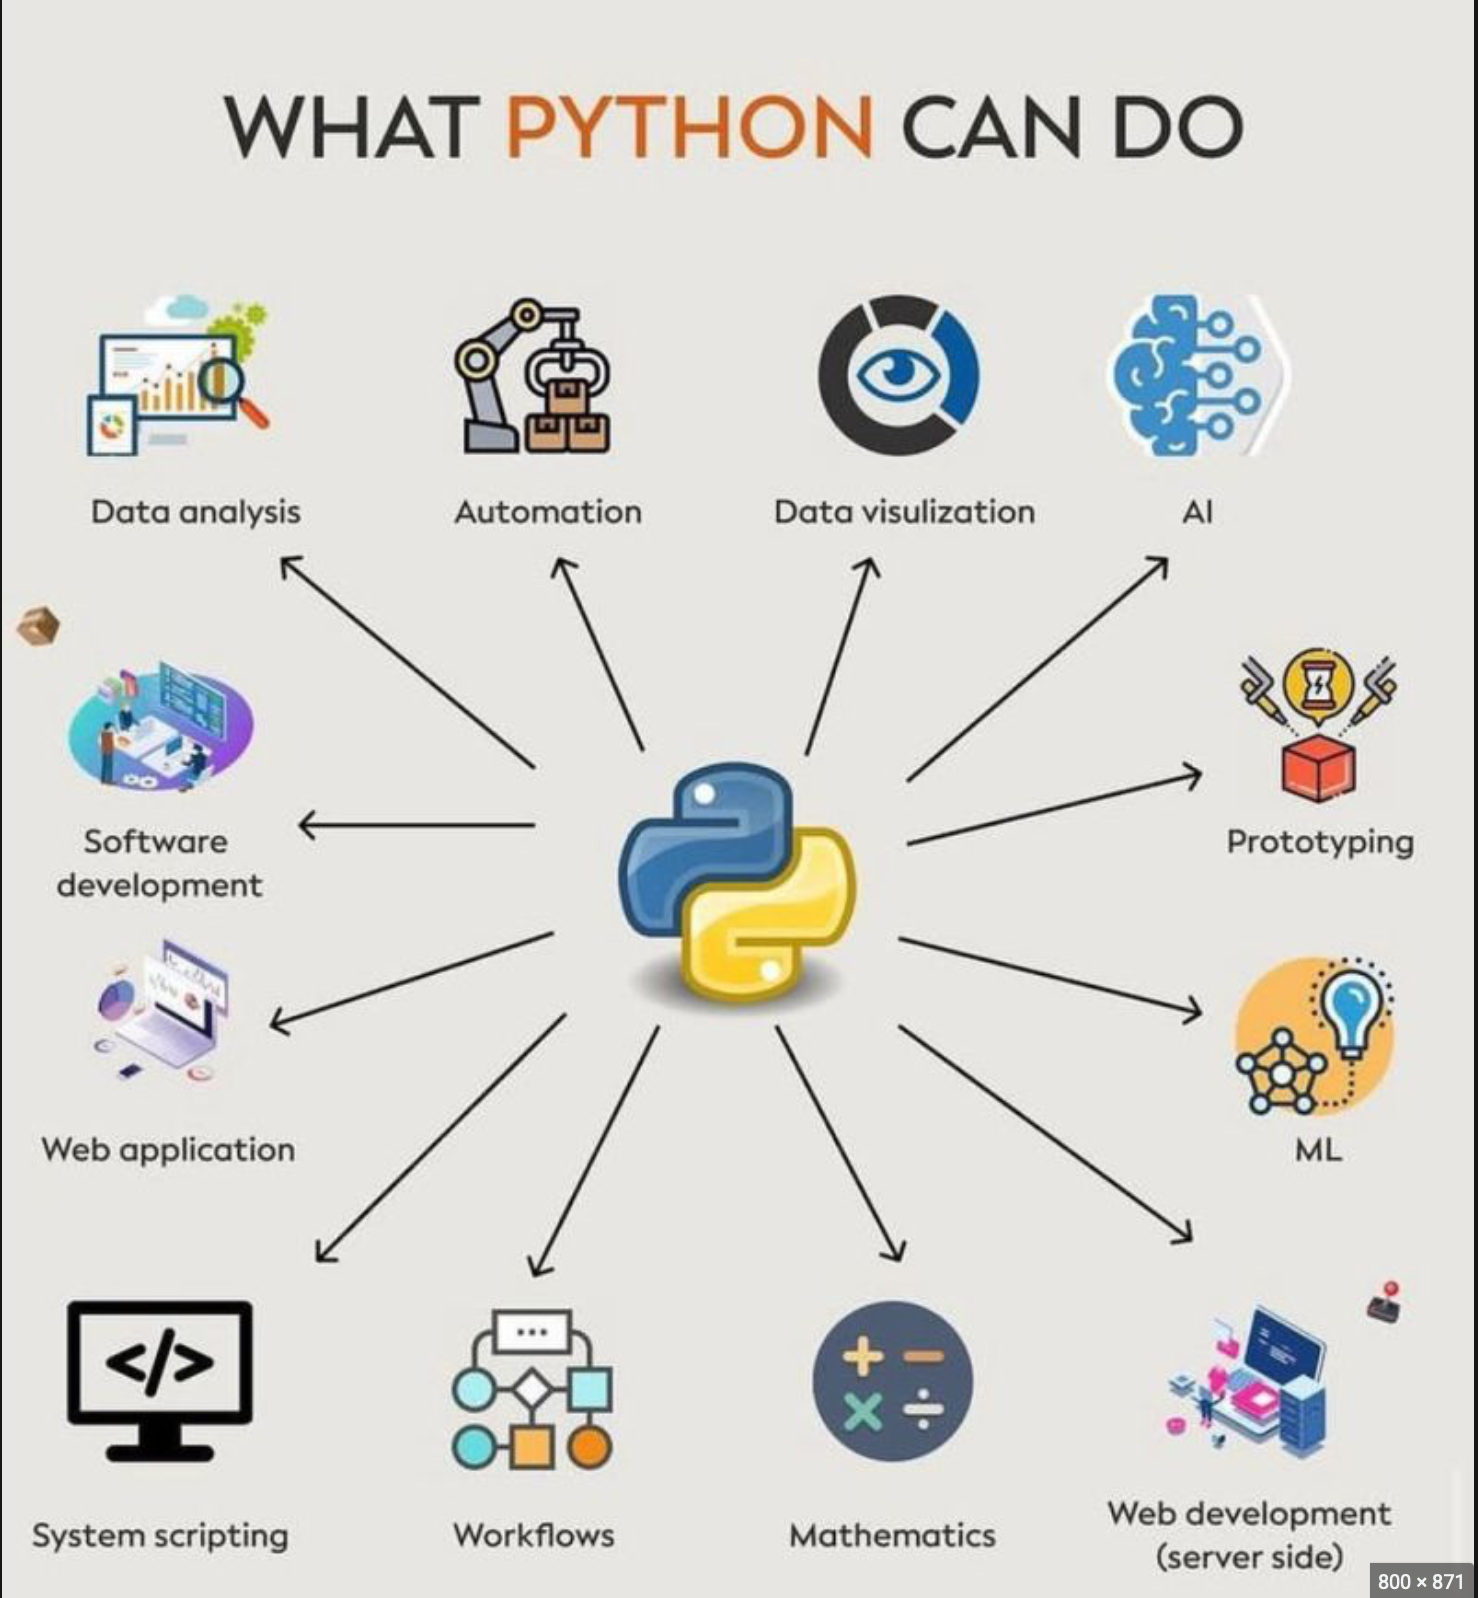 WHAT PYTHON CAN DO
Data analysis
Automation
Data visulization
AI
Software
development
Prototyping
Web application
ML
System scripting
Workflows
Mathematics
Web development
(server side)
800 × 871